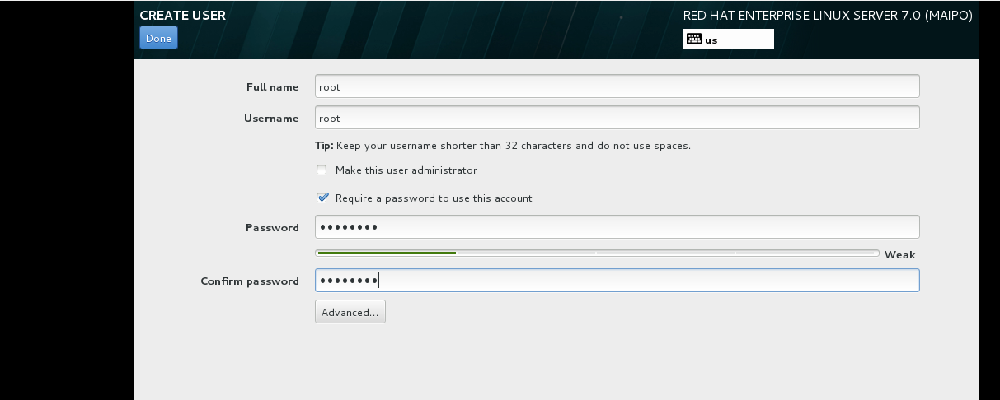 CREATE USER
RED HAT ENTERPRISE LINUX SERVER 7.0 (MAIPO)
Done
us
Full name
root
Username
root
Tip: Keep your username shorter than 32 characters and do not use spaces.
Make this user administrator
Require a password to use this account
Password
••••••••
Weak
Confirm password
••••••••
Advanced...